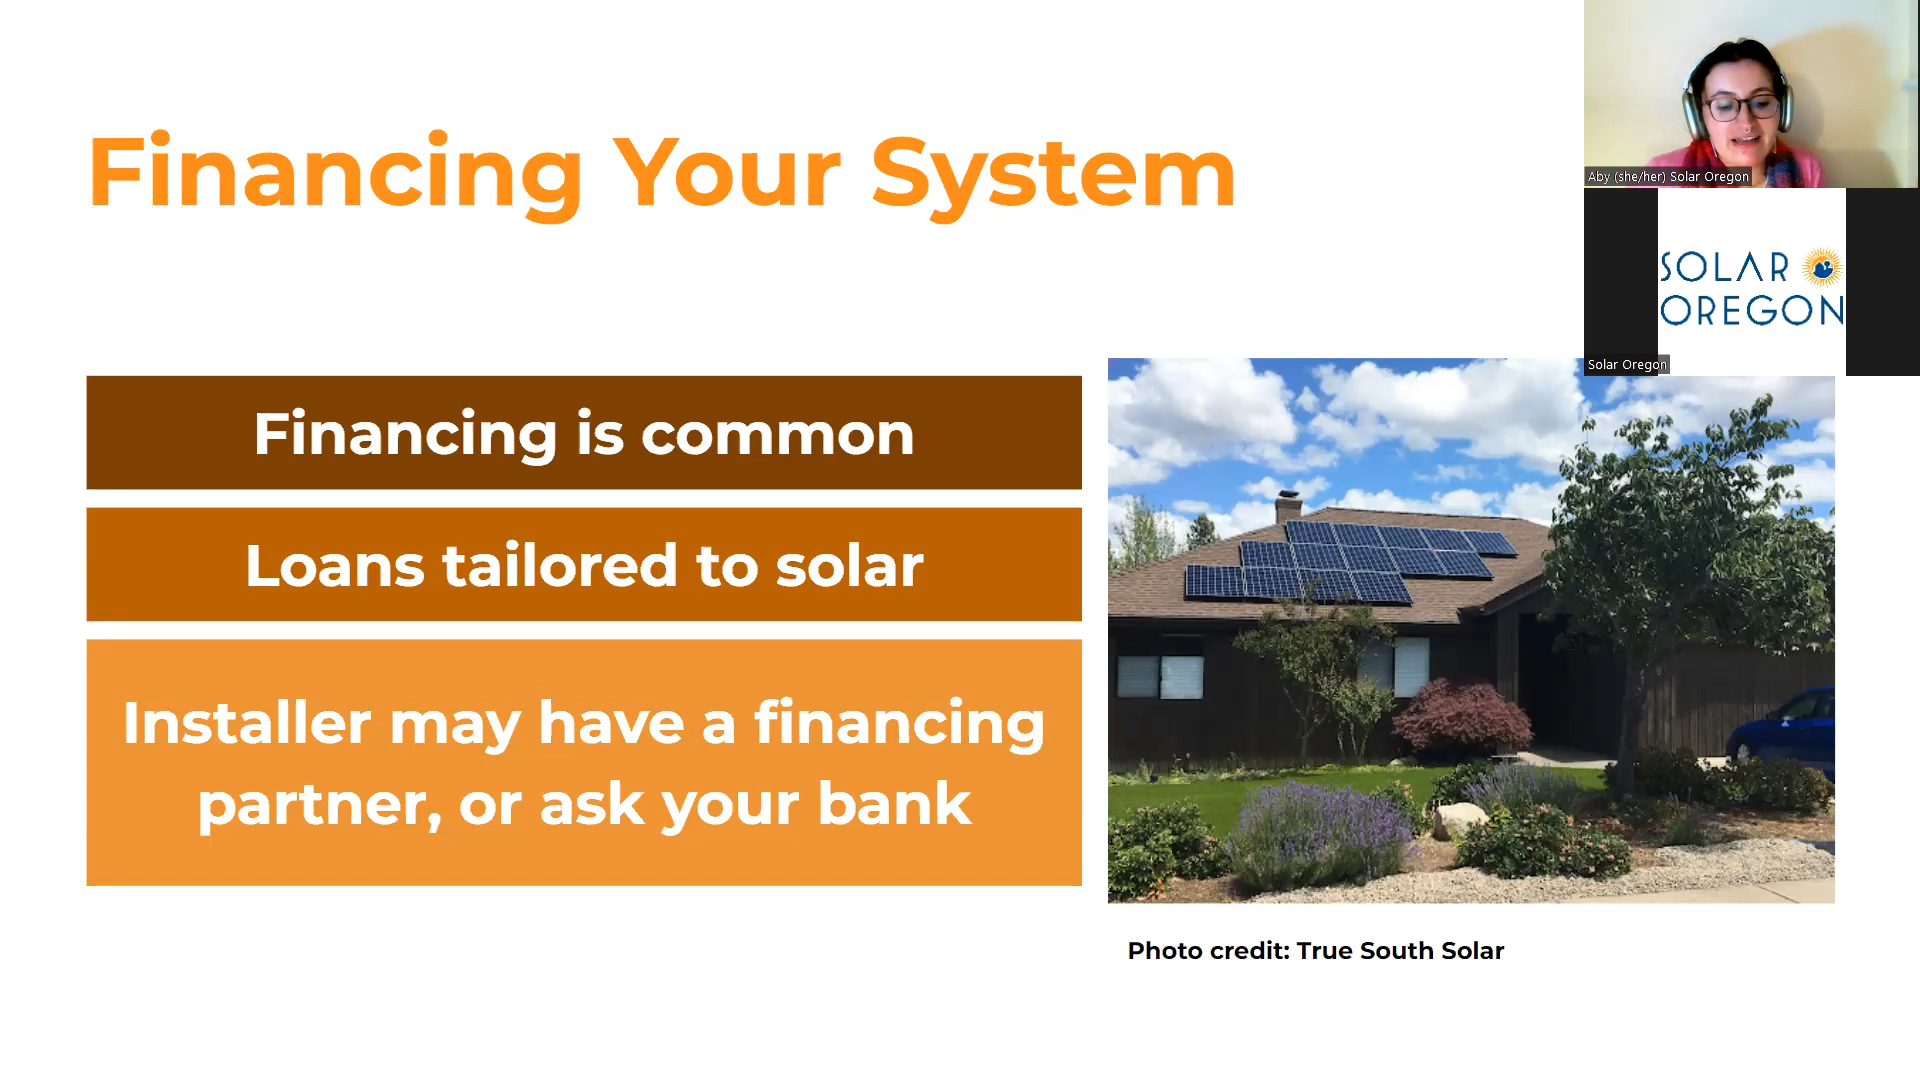 Financing Your System
Aby (she/her) Solar Oregon
SOLAR
OREGON
Solar Oregon
Financing is common
Loans tailored to solar
Installer may have a financing
partner, or ask your bank
Photo credit: True South Solar